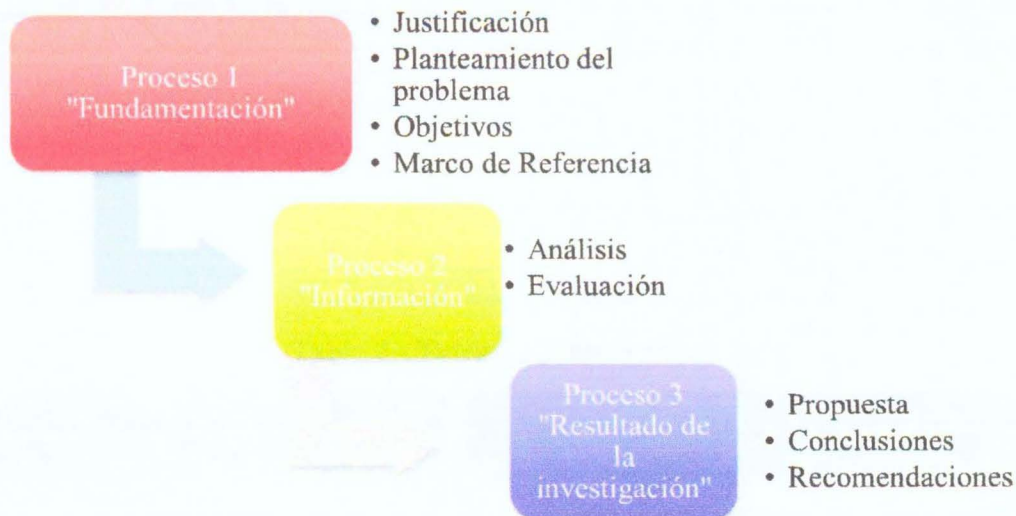 Proceso 1
"Fundamentación"
• Justificación
• Planteamiento del
problema
• Objetivos
• Marco de Referencia
Proceso 2
"Información"
• Análisis
• Evaluación
Proceso 3
"Resultado de
la
investigación"
• Propuesta
• Conclusiones
• Recomendaciones